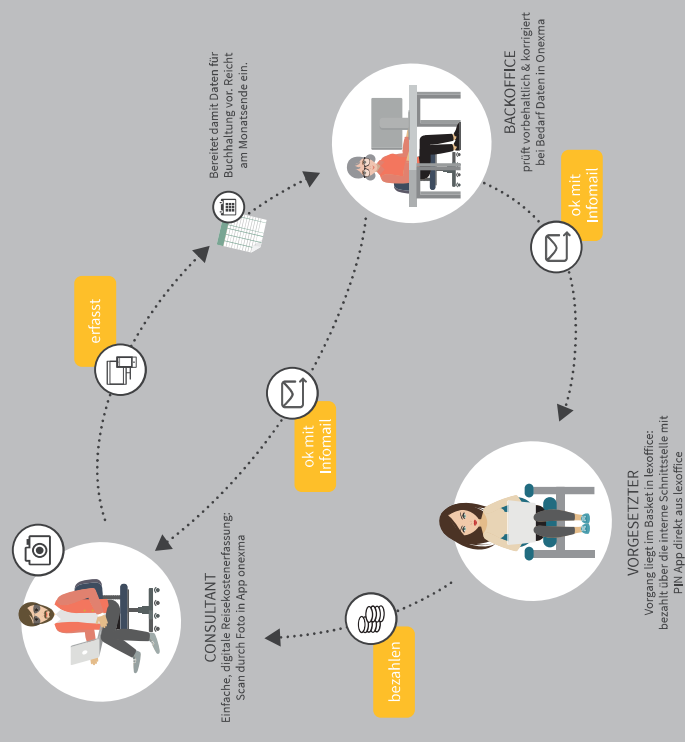 CONSULTANT
Einfache, digitale Reisekostenerfassung:
Scan durch Foto in App onexma
erfasst
Bereitet damit Daten für
Buchhaltung vor. Reicht
am Monatsende ein.
ok mit
Infomail
BACKOFFICE
prüft vorbehaltlich & korrigiert
bei Bedarf Daten in Onexma
ok mit
Infomail
VORGESETZTER
Vorgang liegt im Basket in lexoffice:
bezahlt über die interne Schnittstelle mit
PIN App direkt aus lexoffice
bezahlen